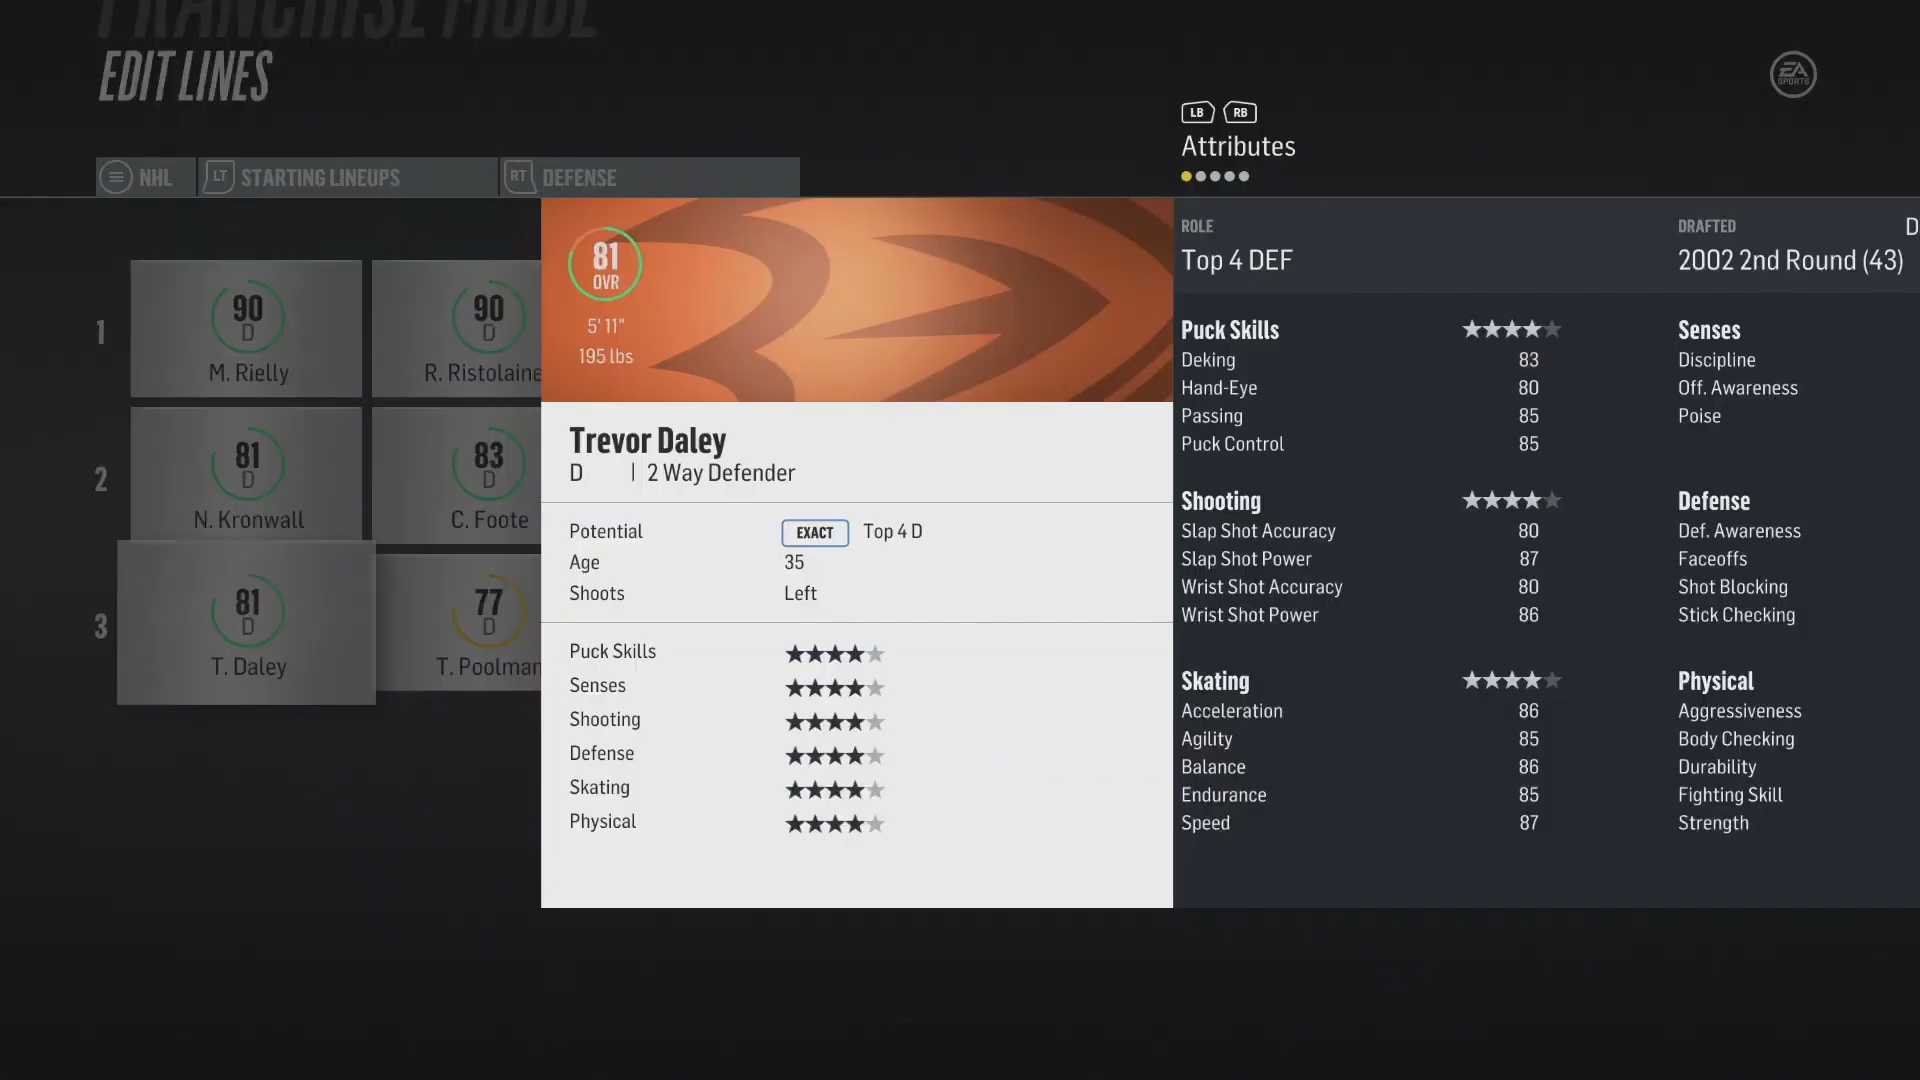 FRANCHISE MODE
EDIT LINES
EA
SPORTS
LB RB
Attributes
NHL LT STARTING LINEUPS RT DEFENSE
1
90
D
M. Rielly
90
D
R. Ristolaine
2
81
D
N. Kronwall
83
D
C. Foote
3
81
D
T. Daley
77
D
T. Poolman
81
OVR
5' 11"
195 lbs
Trevor Daley
D | 2 Way Defender
Potential EXACT Top 4 D
Age 35
Shoots Left
Puck Skills
Senses
Shooting
Defense
Skating
Physical
ROLE
Top 4 DEF
DRAFTED
2002 2nd Round (43)
D
Puck Skills
Deking 83
Hand-Eye 80
Passing 85
Puck Control 85
Shooting
Slap Shot Accuracy 80
Slap Shot Power 87
Wrist Shot Accuracy 80
Wrist Shot Power 86
Skating
Acceleration 86
Agility 85
Balance 86
Endurance 85
Speed 87
Senses
Discipline
Off. Awareness
Poise
Defense
Def. Awareness
Faceoffs
Shot Blocking
Stick Checking
Physical
Aggressiveness
Body Checking
Durability
Fighting Skill
Strength